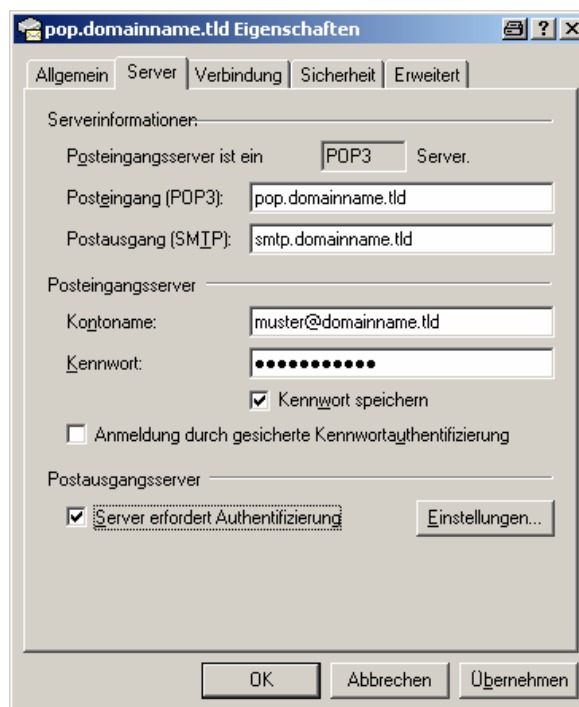 pop.domainname.tld Eigenschaften
Allgemein Server Verbindung Sicherheit Erweitert
Serverinformationen
Posteingangsserver ist ein POP3 Server.
Posteingang (POP3): pop.domainname.tld
Postausgang (SMTP): smtp.domainname.tld
Posteingangsserver
Kontoname: muster@domainname.tld
Kennwort: ●●●●●●●●●●●
Kennwort speichern
Anmeldung durch gesicherte Kennwortauthentifizierung
Postausgangsserver
Server erfordert Authentifizierung Einstellungen...
OK Abbrechen Übernehmen